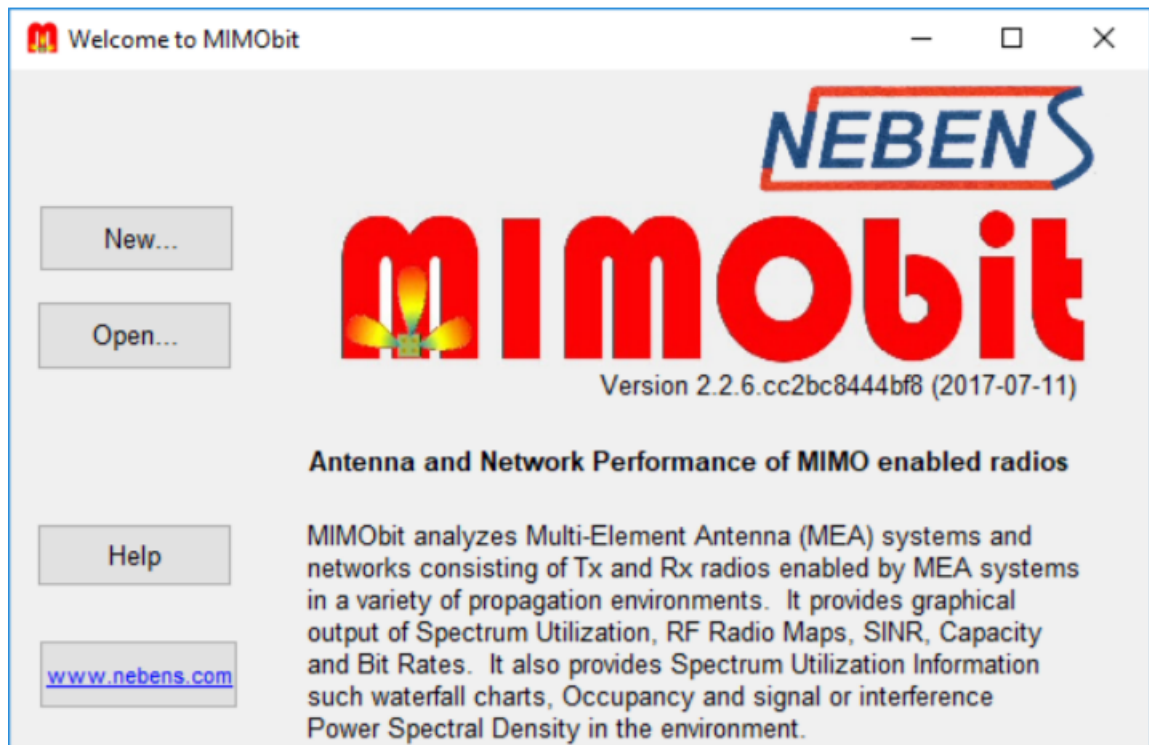 Welcome to MIMObit
NEBENS
New...
Open...
MIMObit
Version 2.2.6.cc2bc8444bf8 (2017-07-11)
Antenna and Network Performance of MIMO enabled radios
Help
www.nebens.com
MIMObit analyzes Multi-Element Antenna (MEA) systems and
networks consisting of Tx and Rx radios enabled by MEA systems
in a variety of propagation environments.  It provides graphical
output of Spectrum Utilization, RF Radio Maps, SINR, Capacity
and Bit Rates.  It also provides Spectrum Utilization Information
such waterfall charts, Occupancy and signal or interference
Power Spectral Density in the environment.